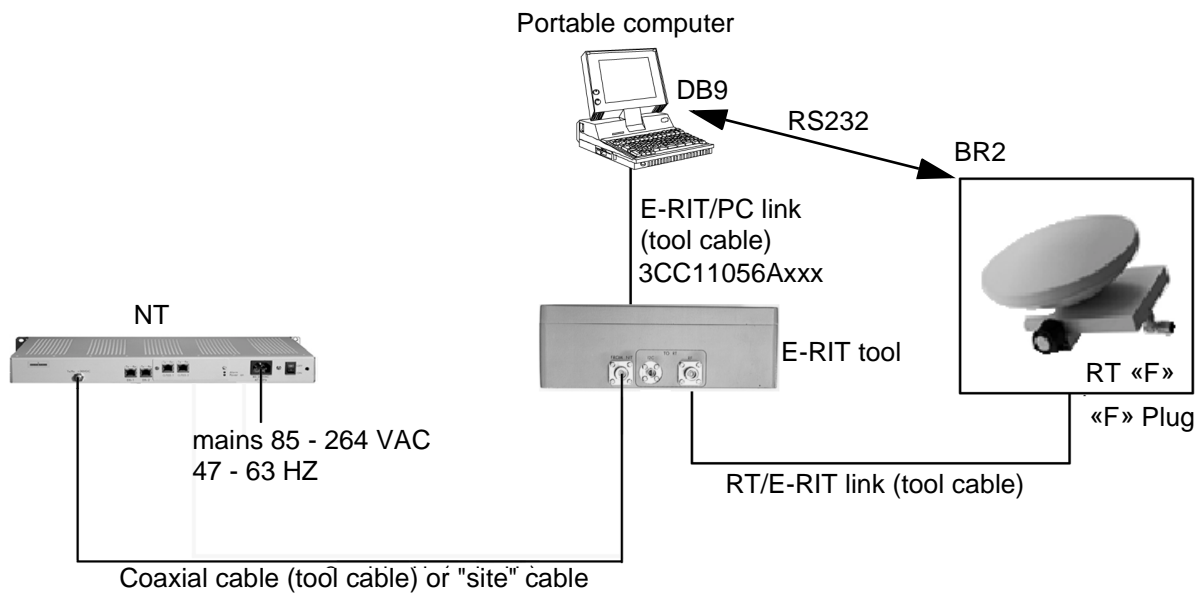 Portable computer
DB9
RS232
BR2
E-RIT/PC link
(tool cable)
3CC11056Axxx
NT
E-RIT tool
RT «F»
«F» Plug
mains 85 - 264 VAC
47 - 63 HZ
RT/E-RIT link (tool cable)
Coaxial cable (tool cable) or "site" cable